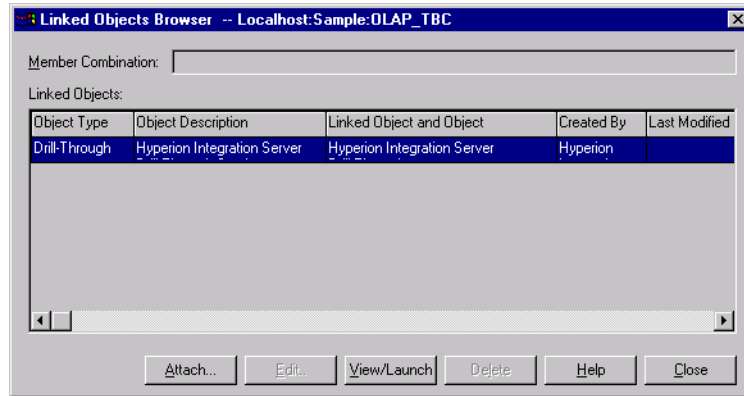 Linked Objects Browser -- Localhost:Sample:OLAP_TBC
Member Combination:
Linked Objects:
Object Type Object Description Linked Object and Object Created By Last Modified
Drill-Through Hyperion Integration Server Hyperion Integration Server Hyperion
Attach... Edit.. View/Launch Delete Help Close